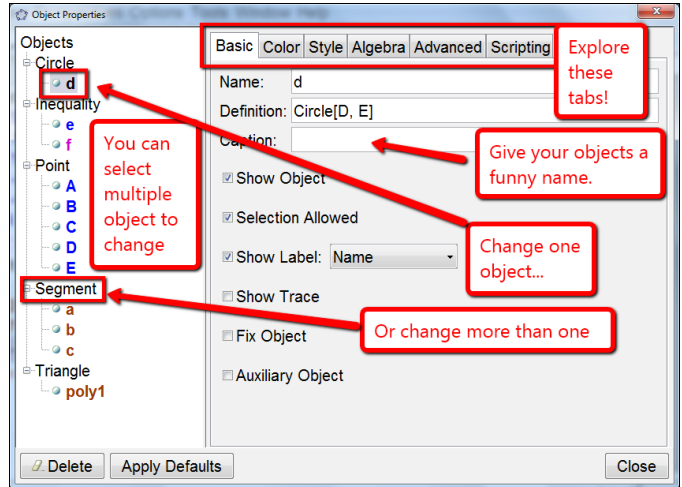 Object Properties
Objects
Circle
d
Inequality
e
f
Point
A
B
C
D
E
Segment
a
b
c
Triangle
poly1
You can
select
multiple
object to
change
Basic Color Style Algebra Advanced Scripting
Explore
these
tabs!
Name: d
Definition: Circle[D, E]
Caption:
Give your objects a
funny name.
Show Object
Selection Allowed
Show Label: Name
Change one
object...
Show Trace
Or change more than one
Fix Object
Auxiliary Object
Delete
Apply Defaults
Close